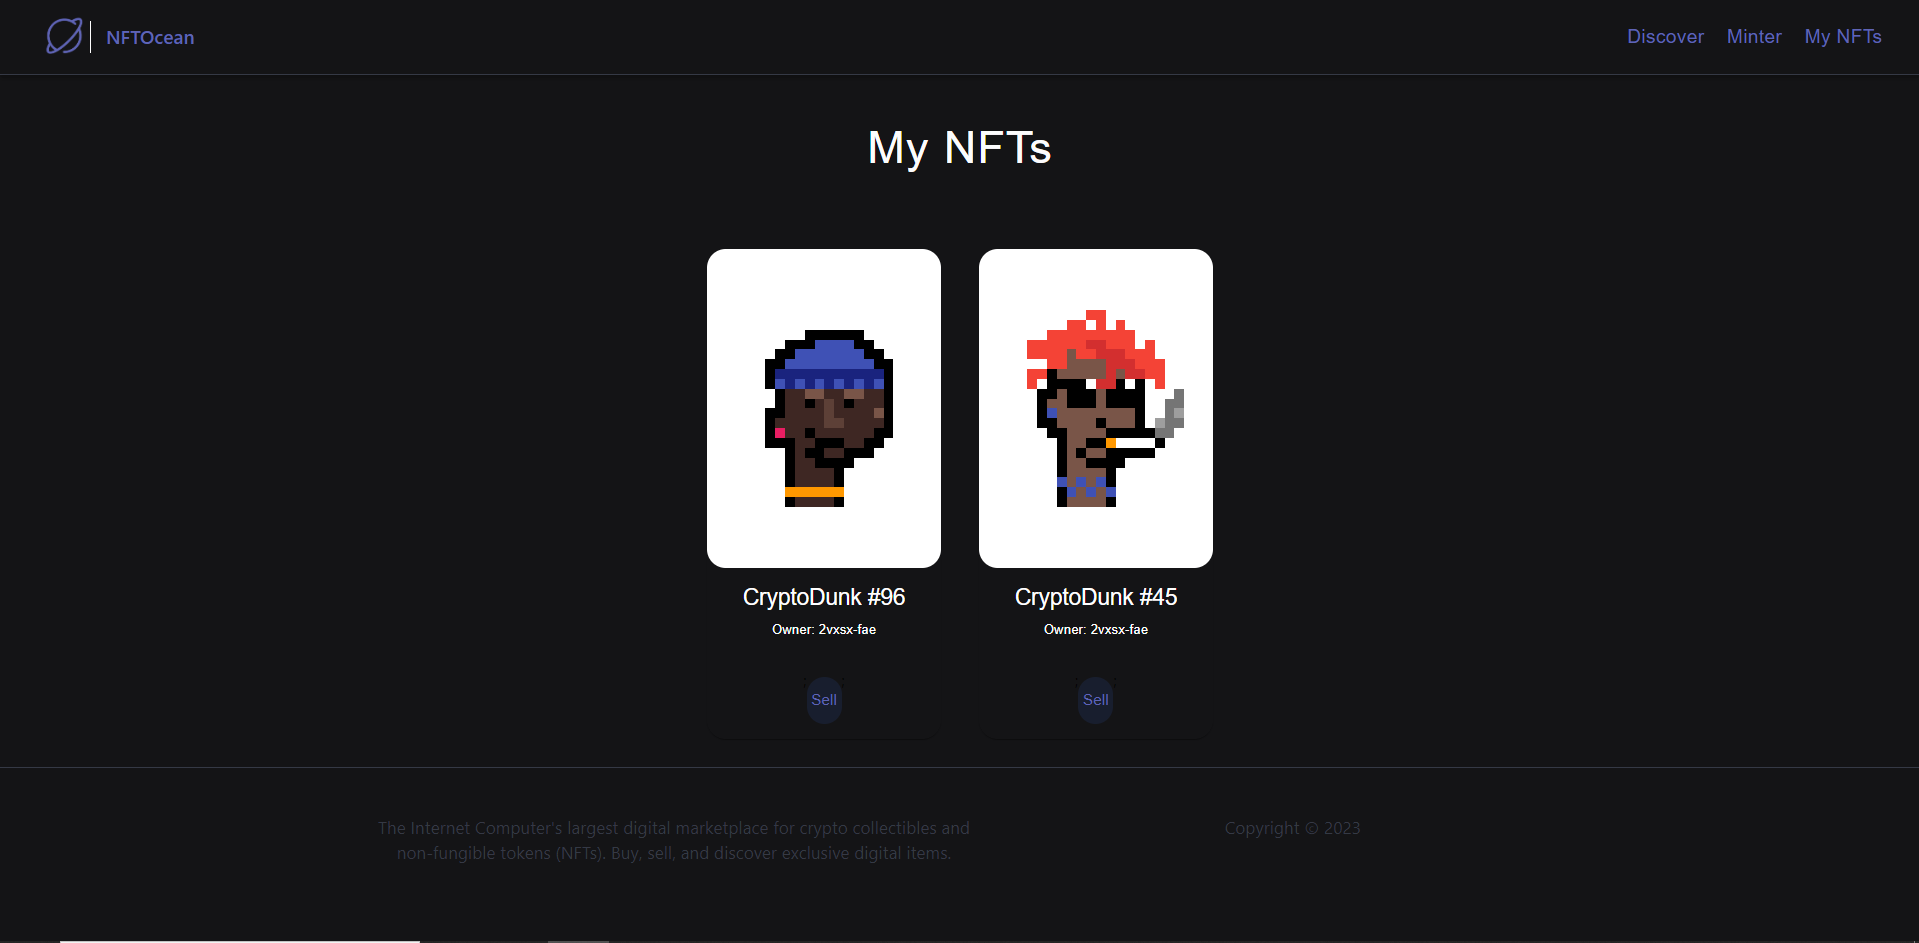 NFTOcean
Discover Minter My NFTs
My NFTs
CryptoDunk #96
Owner: 2vxsx-fae
Sell
CryptoDunk #45
Owner: 2vxsx-fae
Sell
The Internet Computer's largest digital marketplace for crypto collectibles and
non-fungible tokens (NFTs). Buy, sell, and discover exclusive digital items.
Copyright © 2023